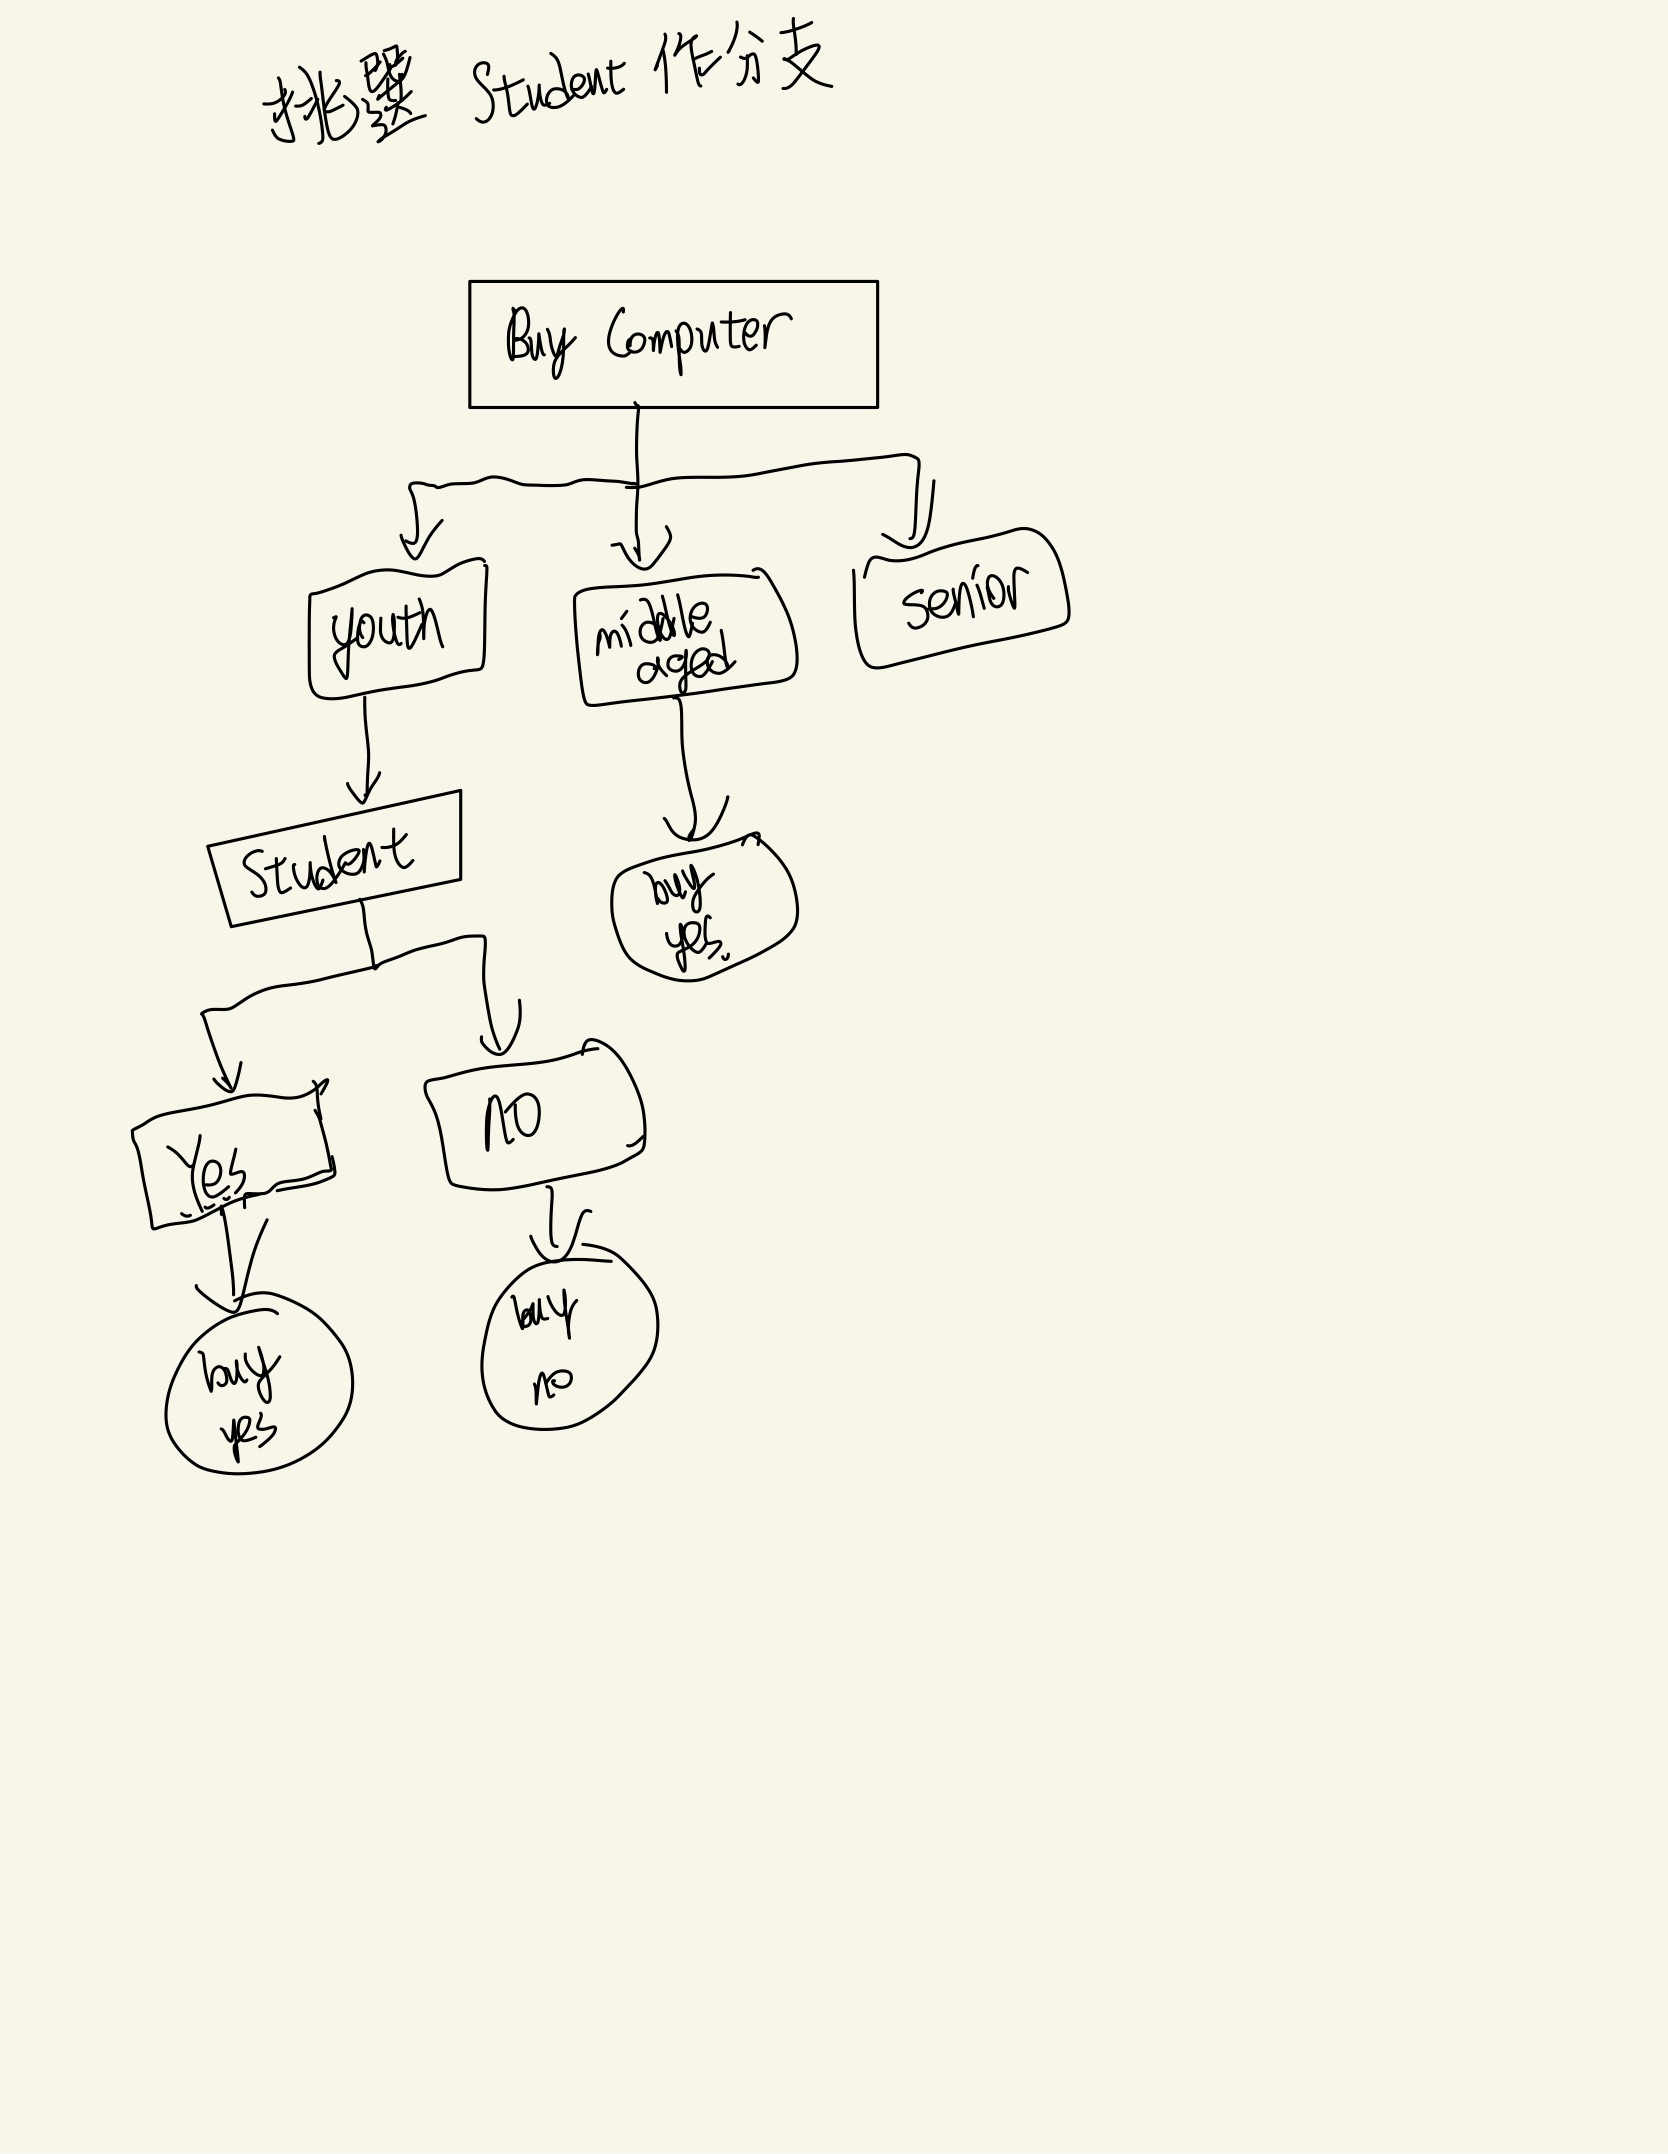 挑選 Student 作分支
Buy Computer
youth
middle
aged
senior
Student
buy
yes
Yes
NO
buy
yes
buy
no